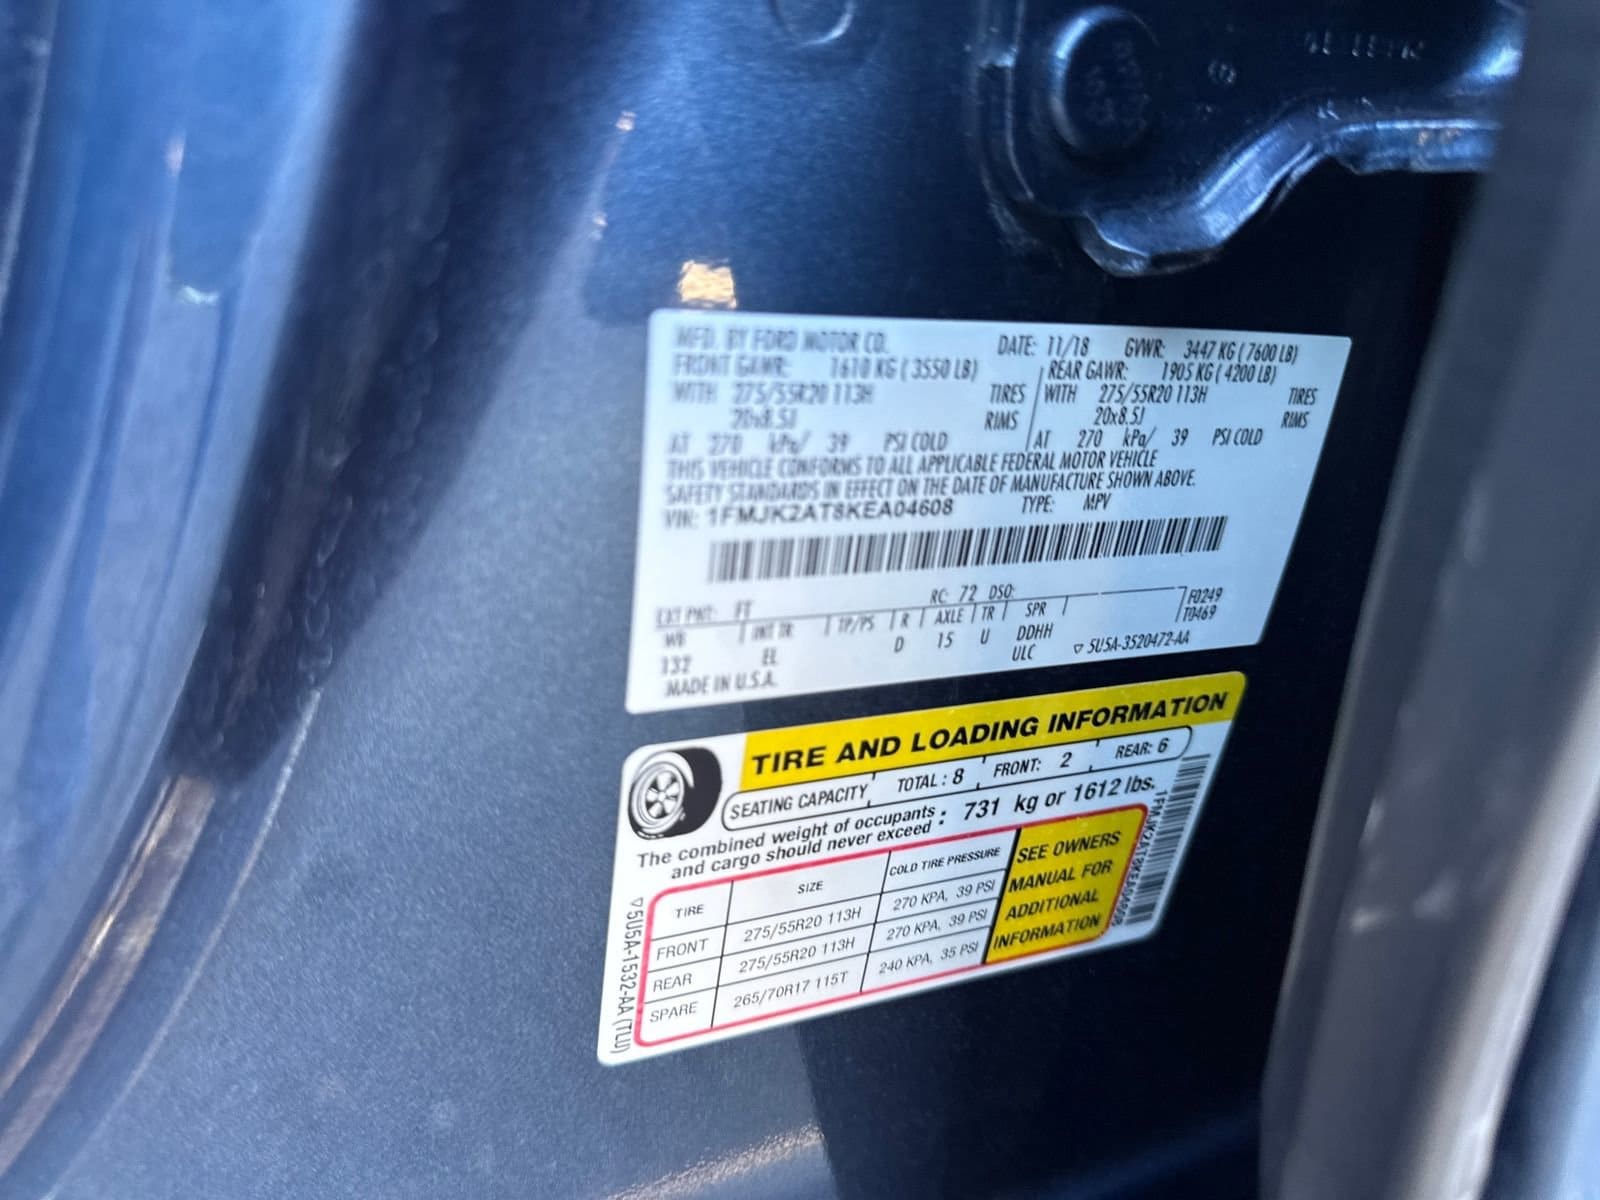 MFD. BY FORD MOTOR CO. DATE: 11/18 GVWR: 3447 KG ( 7600 LB)
FRONT GAWR: 1610 KG ( 3550 LB) REAR GAWR: 1905 KG ( 4200 LB)
WITH 275/55R20 113H TIRES WITH 275/55R20 113H TIRES
20x8.5J RIMS 20x8.5J RIMS
AT 270 kPa/ 39 PSI COLD AT 270 kPa/ 39 PSI COLD
THIS VEHICLE CONFORMS TO ALL APPLICABLE FEDERAL MOTOR VEHICLE
SAFETY STANDARDS IN EFFECT ON THE DATE OF MANUFACTURE SHOWN ABOVE.
VIN: 1FMJK2AT8KEA04608 TYPE: MPV
EXT PNT: FT RC: 72 DSO: F0249
WB INT TR TP/PS R AXLE TR SPR T0469
132 EL D 15 U DDHH
ULC ▽ 5U5A-3520472-AA
MADE IN U.S.A.
TIRE AND LOADING INFORMATION
SEATING CAPACITY TOTAL : 8 FRONT: 2 REAR: 6
The combined weight of occupants and cargo should never exceed : 731 kg or 1612 lbs.
TIRE SIZE COLD TIRE PRESSURE
FRONT 275/55R20 113H 270 KPA, 39 PSI
REAR 275/55R20 113H 270 KPA, 39 PSI
SPARE 265/70R17 115T 240 KPA, 35 PSI
SEE OWNERS
MANUAL FOR
ADDITIONAL
INFORMATION
▽5U5A-1532-AA (TLU)
1FMJK2AT8KEA04608